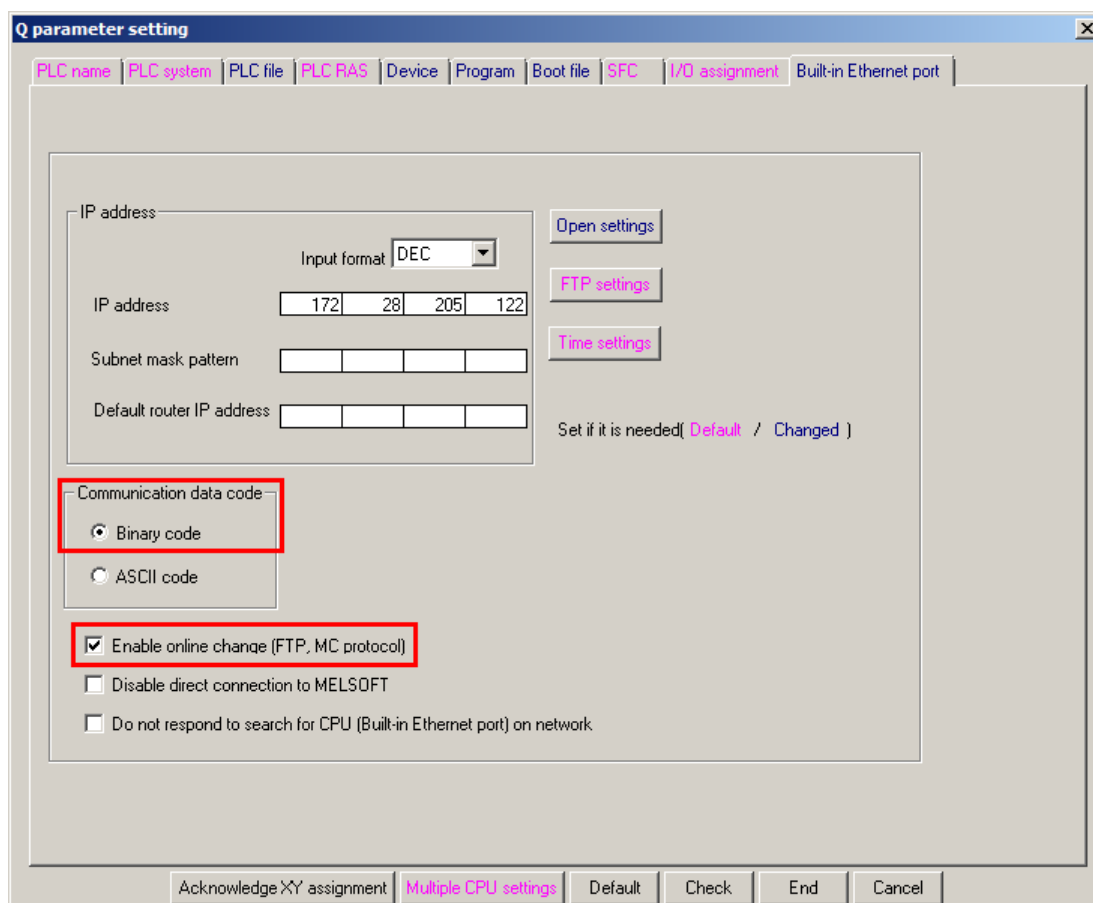 Q parameter setting
PLC name PLC system PLC file PLC RAS Device Program Boot file SFC I/O assignment Built-in Ethernet port
IP address
Input format DEC
IP address 172 28 205 122
Subnet mask pattern
Default router IP address
Open settings
FTP settings
Time settings
Set if it is needed( Default / Changed )
Communication data code
Binary code
ASCII code
Enable online change (FTP, MC protocol)
Disable direct connection to MELSOFT
Do not respond to search for CPU (Built-in Ethernet port) on network
Acknowledge XY assignment Multiple CPU settings Default Check End Cancel